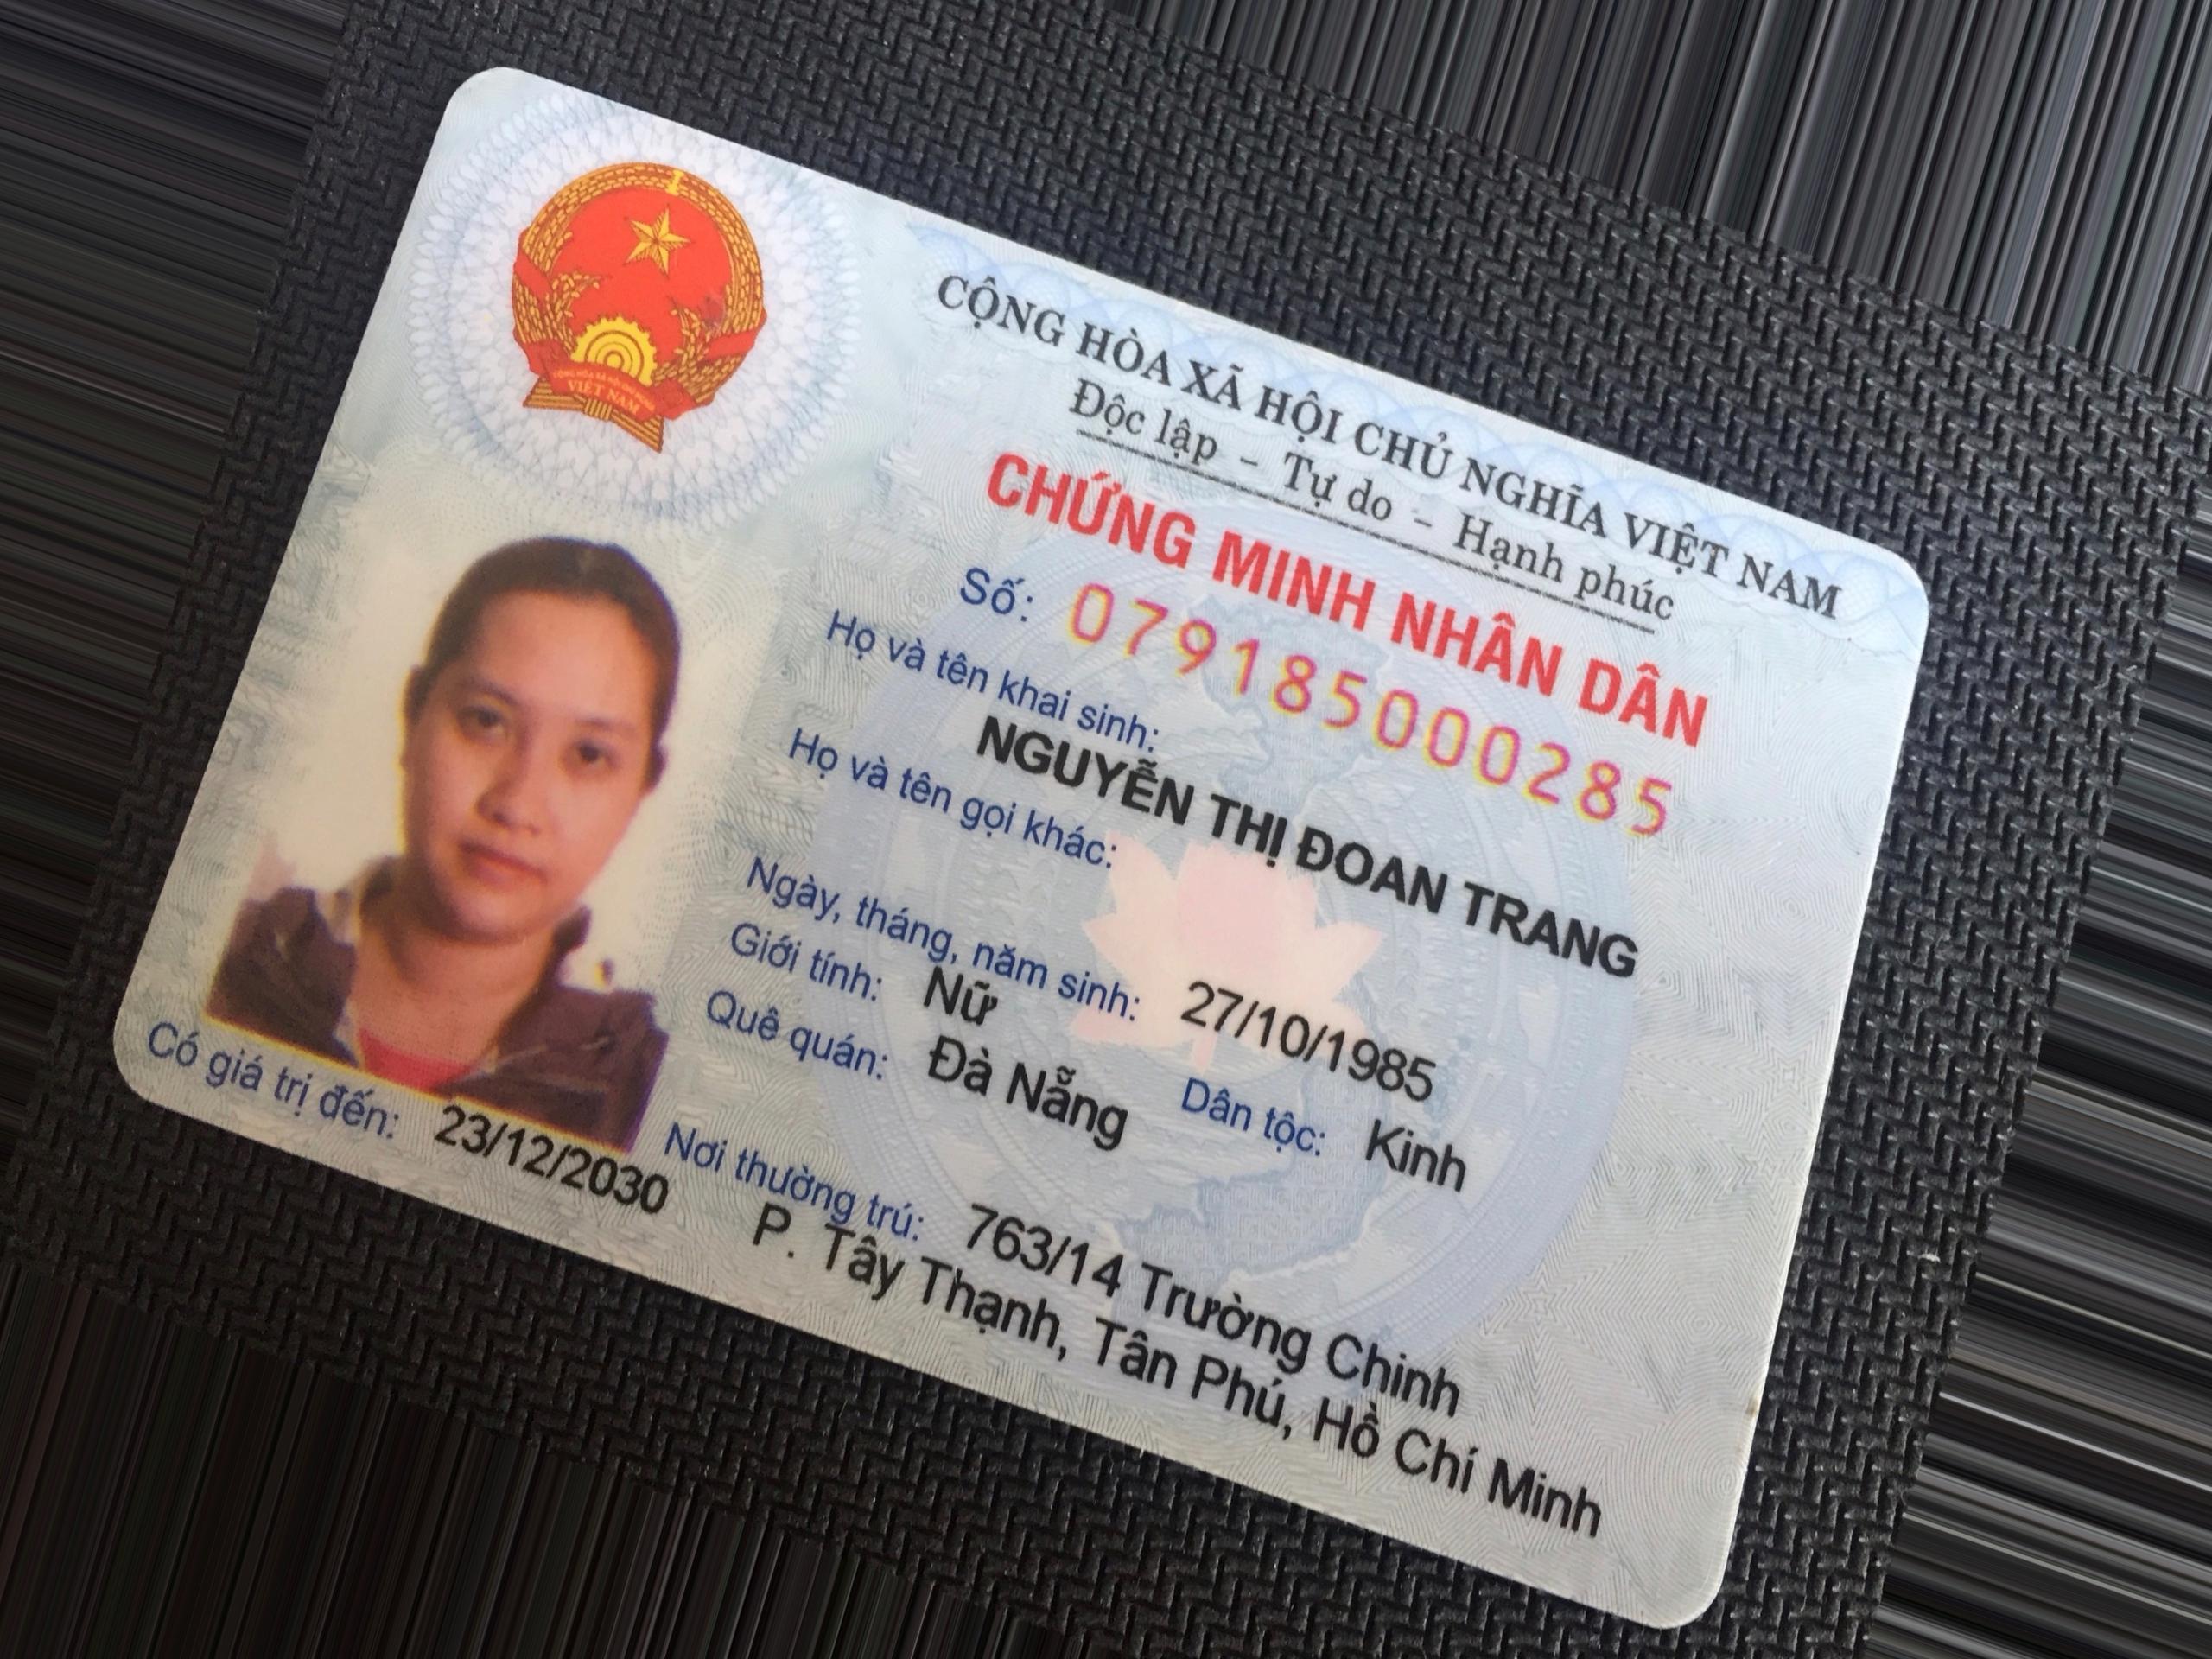 CỘNG HÒA XÃ HỘI CHỦ NGHĨA VIỆT NAM
Độc lập - Tự do - Hạnh phúc
CHỨNG MINH NHÂN DÂN
Số: 079185000285
Họ và tên khai sinh:
NGUYỄN THỊ ĐOAN TRANG
Họ và tên gọi khác:
Ngày, tháng, năm sinh: 27/10/1985
Giới tính: Nữ Dân tộc: Kinh
Quê quán: Đà Nẵng
Nơi thường trú: 763/14 Trường Chinh
P. Tây Thạnh, Tân Phú, Hồ Chí Minh
Có giá trị đến: 23/12/2030
VIỆT NAM